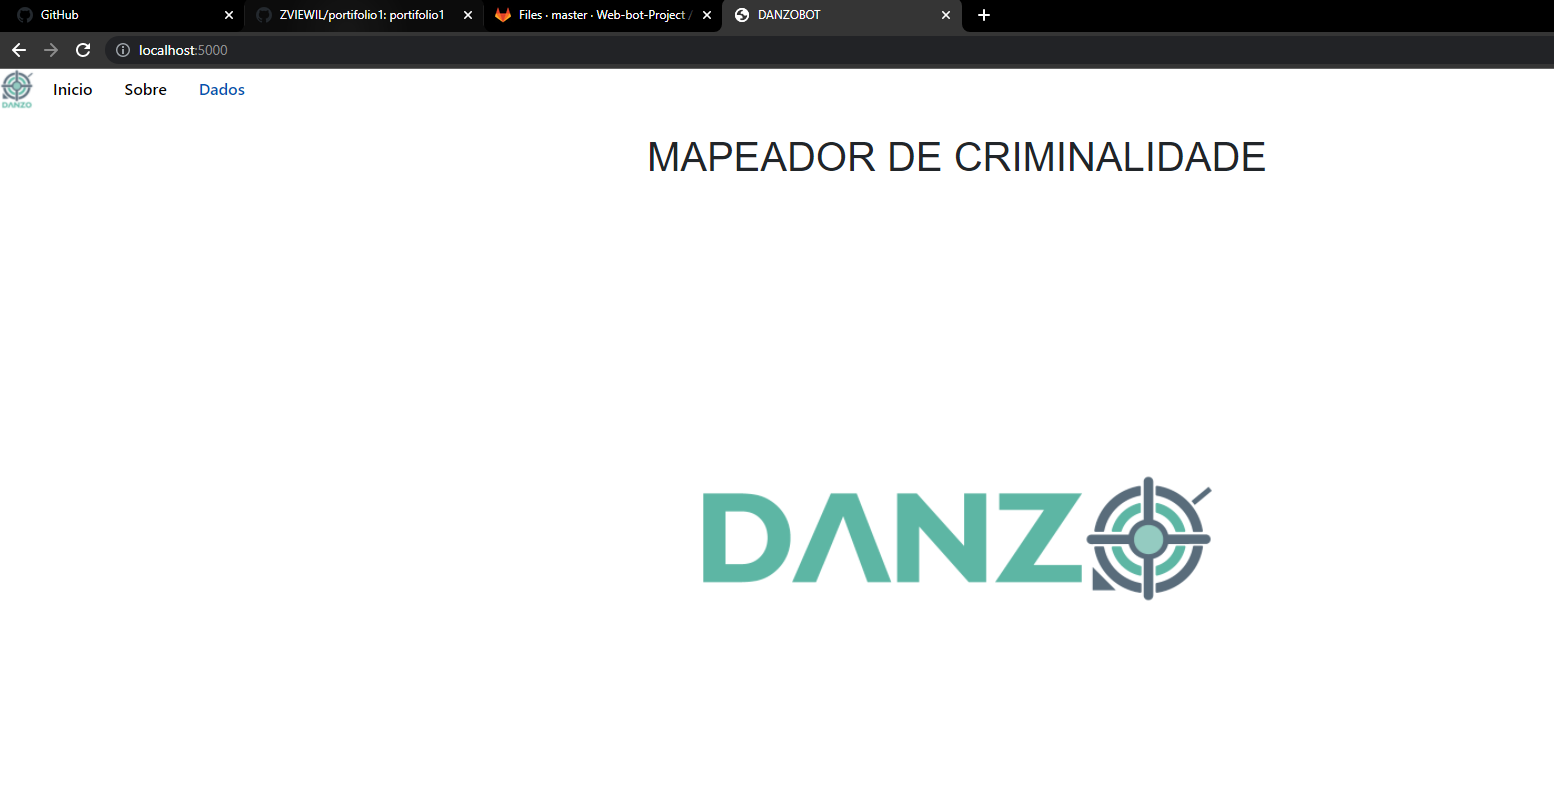 GitHub
ZVIEWIL/portifolio1: portifolio1
Files · master · Web-bot-Project /
DANZOBOT
localhost:5000
DANZO
Inicio Sobre Dados
MAPEADOR DE CRIMINALIDADE
DANZO